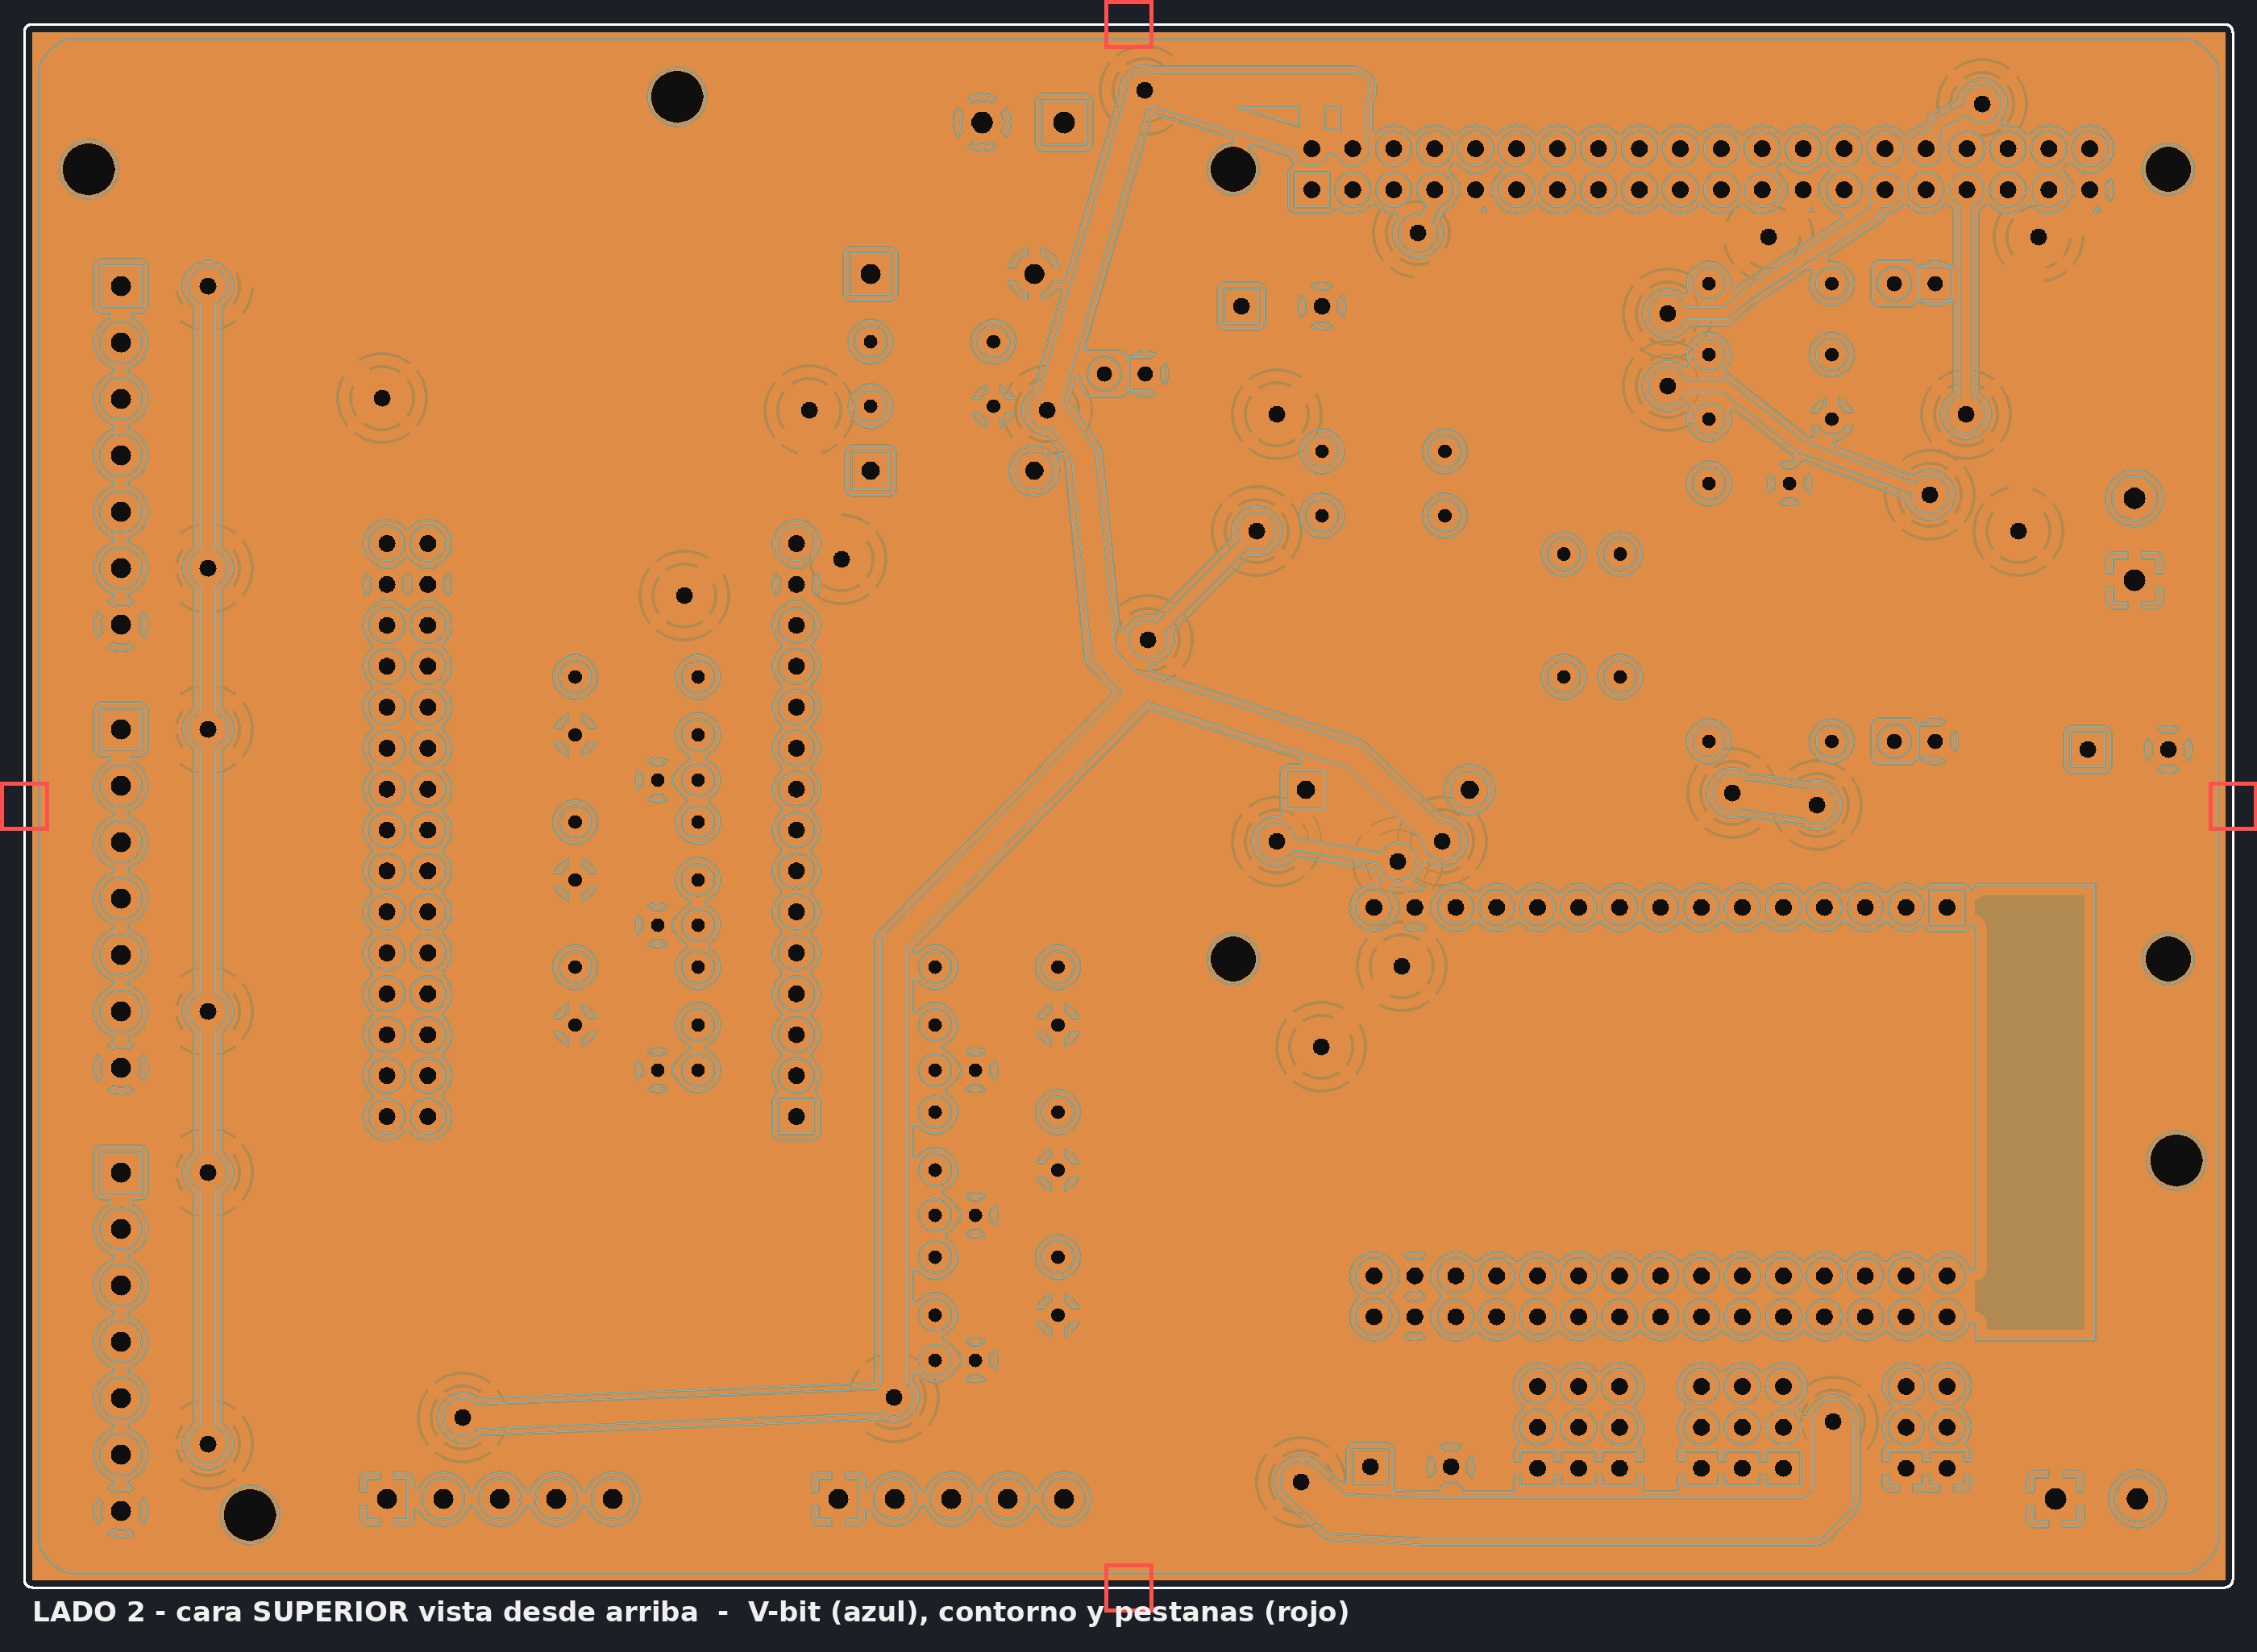 LADO 2 - cara SUPERIOR vista desde arriba  -  V-bit (azul), contorno y pestanas (rojo)